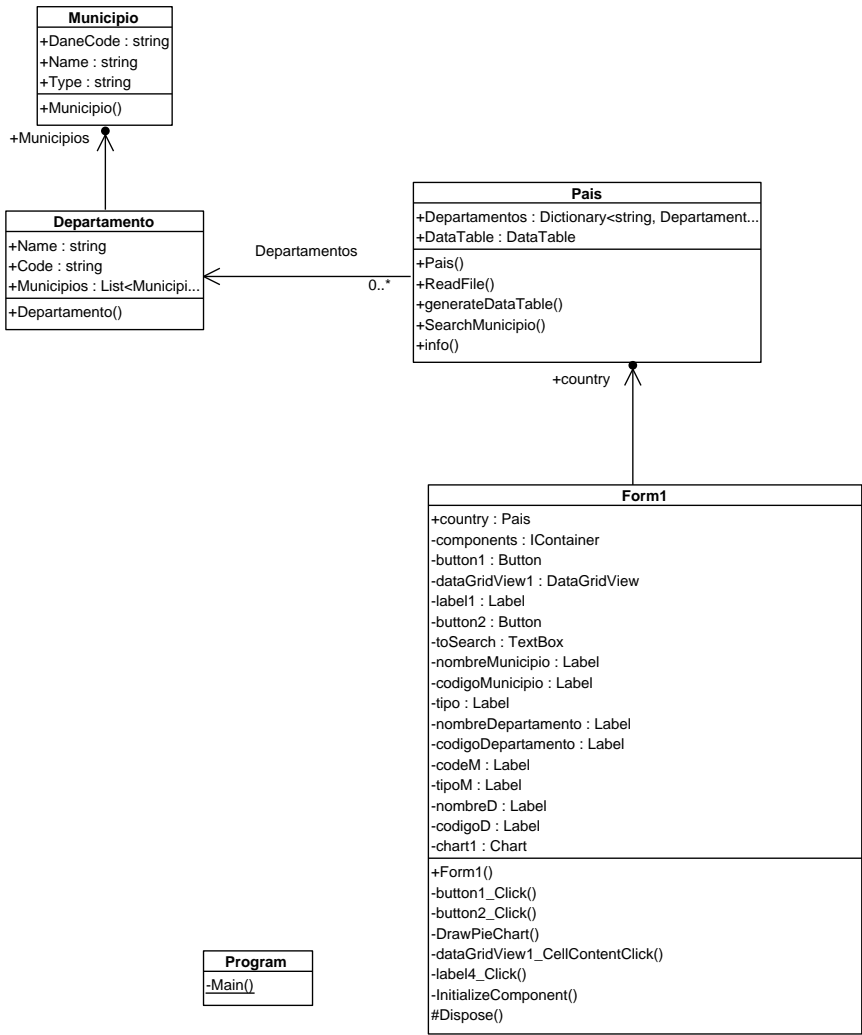 Municipio
+DaneCode : string
+Name : string
+Type : string
+Municipio()
+Municipios
Departamento
+Name : string
+Code : string
+Municipios : List<Municipi...
+Departamento()
Departamentos
0..*
Pais
+Departamentos : Dictionary<string, Department...
+DataTable : DataTable
+Pais()
+ReadFile()
+generateDataTable()
+SearchMunicipio()
+info()
+country
Form1
+country : Pais
-components : IContainer
-button1 : Button
-dataGridView1 : DataGridView
-label1 : Label
-button2 : Button
-toSearch : TextBox
-nombreMunicipio : Label
-codigoMunicipio : Label
-tipo : Label
-nombreDepartamento : Label
-codigoDepartamento : Label
-codeM : Label
-tipoM : Label
-nombreD : Label
-codigoD : Label
-chart1 : Chart
+Form1()
-button1_Click()
-button2_Click()
-DrawPieChart()
-dataGridView1_CellContentClick()
-label4_Click()
-InitializeComponent()
#Dispose()
Program
-Main()